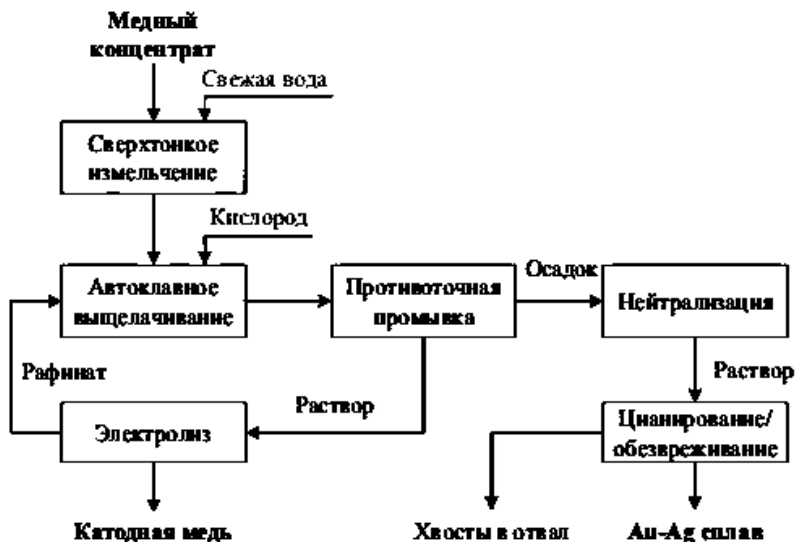 Медный
концентрат
Свежая вода
Сверхтонкое
измельчение
Кислород
Автоклавное
выщелачивание
Противоточная
промывка
Осадок
Нейтрализация
Рафинат
Раствор
Раствор
Электролиз
Цианирование/
обезвреживание
Катодная медь
Хвосты в отвал
Au-Ag сплав